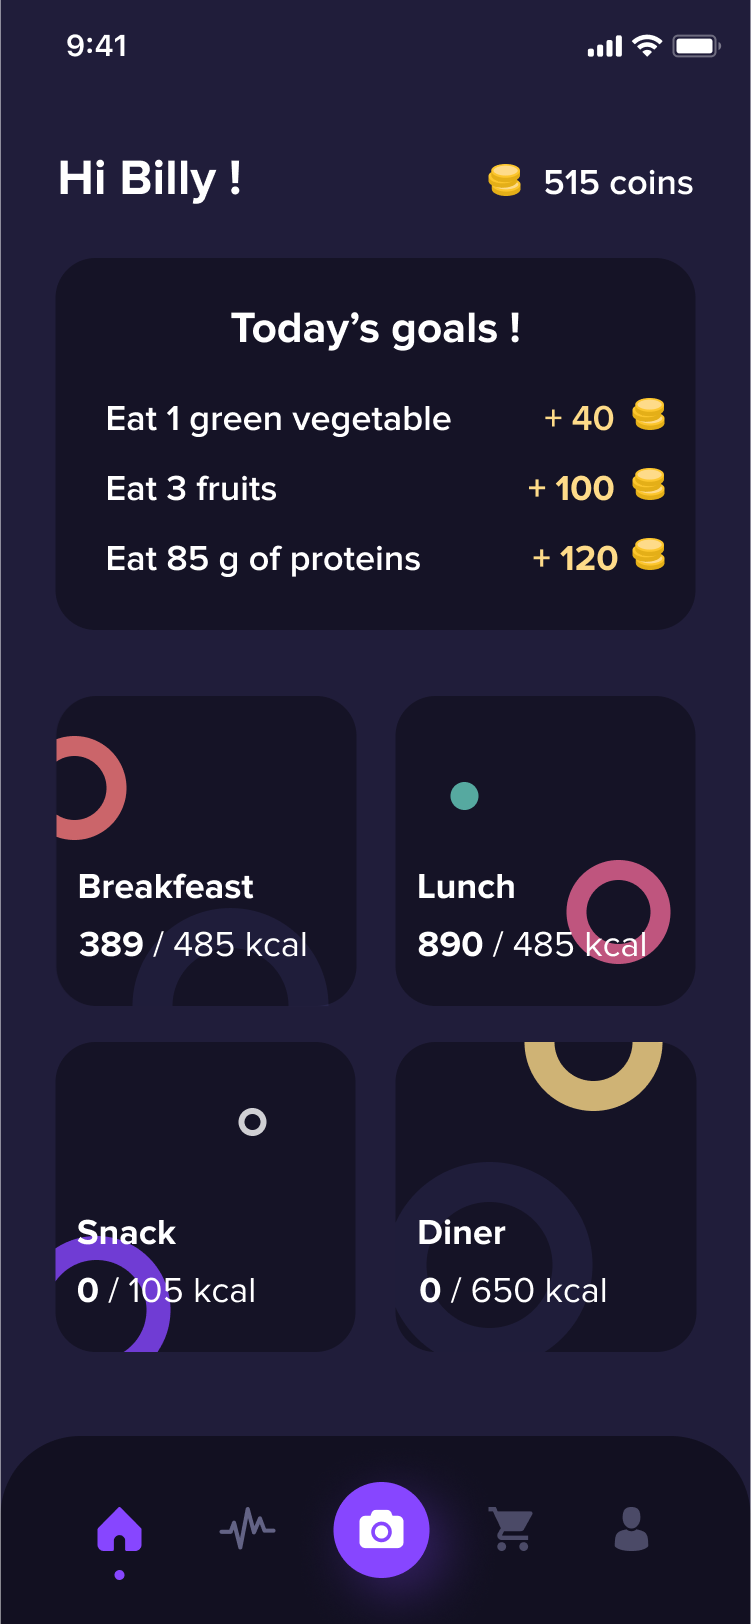 9:41
Hi Billy !
515 coins
Today’s goals !
Eat 1 green vegetable + 40
Eat 3 fruits + 100
Eat 85 g of proteins + 120
Breakfeast
389 / 485 kcal
Lunch
890 / 485 kcal
Snack
0 / 105 kcal
Diner
0 / 650 kcal